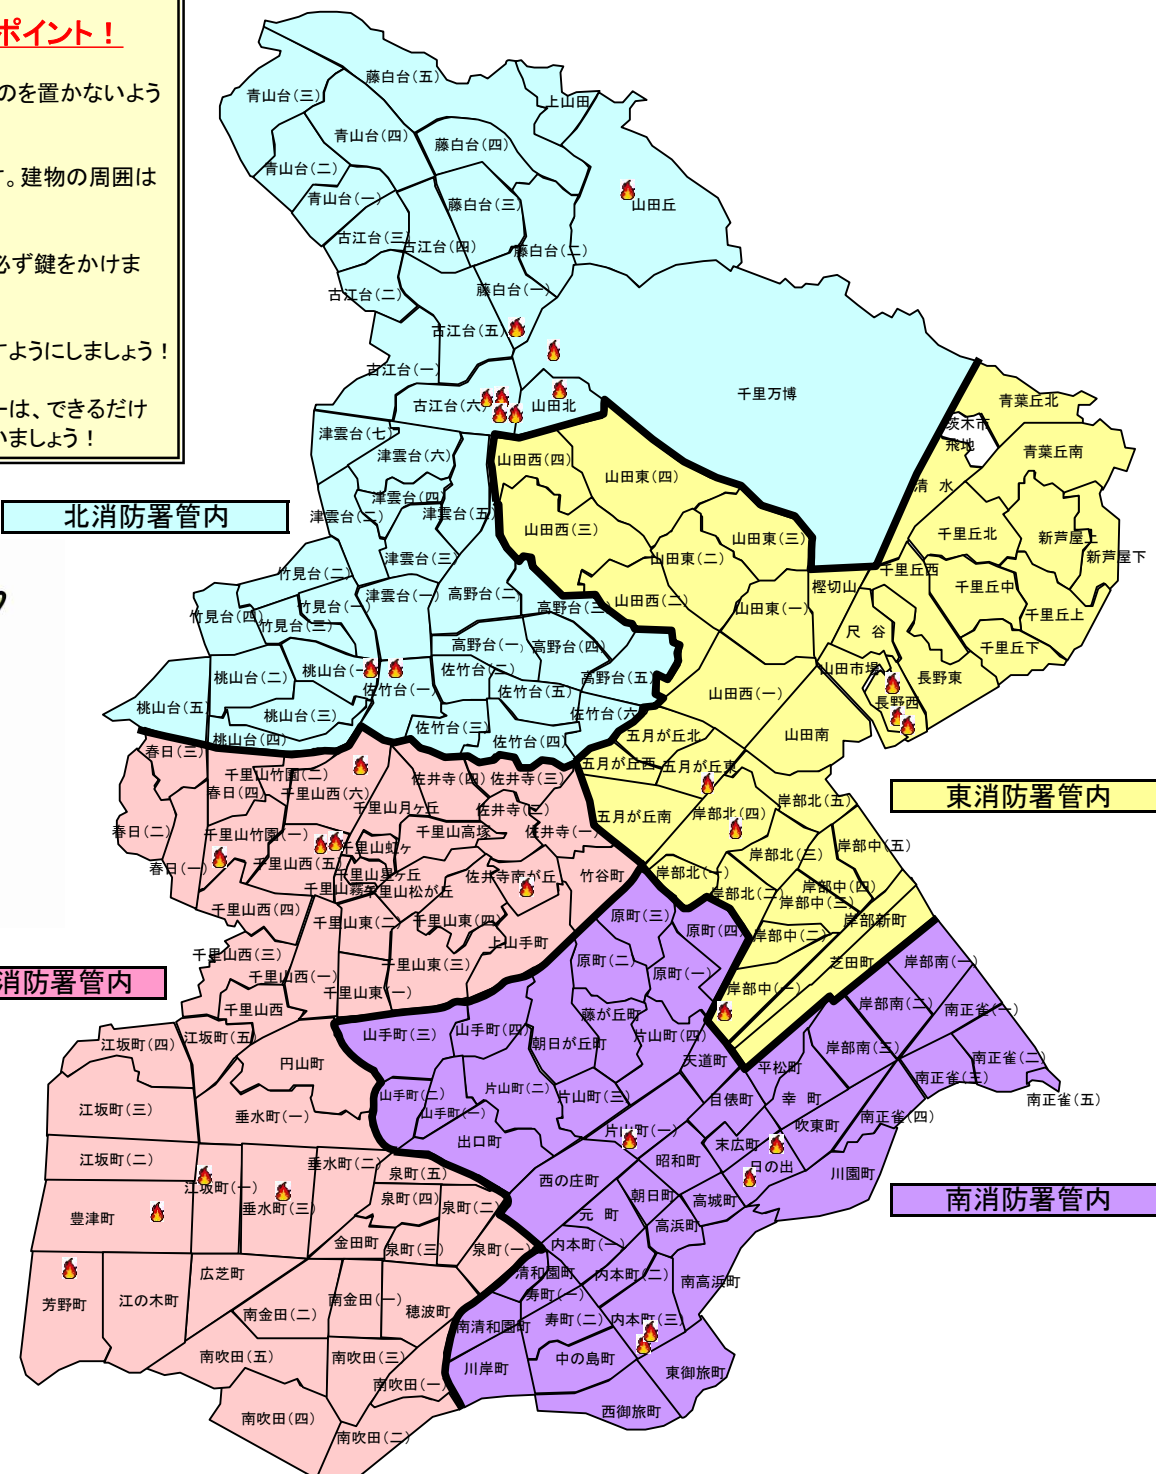 ポイント！
のを置かないよう
す。建物の周囲は
必ず鍵をかけま
すようにしましょう！
ーは、できるだけ
いましょう！
北消防署管内
東消防署管内
消防署管内
南消防署管内
藤白台(五)
青山台(三)
上山田
青山台(四)
藤白台(四)
青山台(二)
青山台(一)
藤白台(三)
山田丘
古江台(三)
古江台(四)
藤白台(二)
古江台(二)
藤白台(一)
古江台(五)
古江台(一)
千里万博
古江台(六)
山田北
青葉丘北
茨木市
飛地
津雲台(七)
津雲台(六)
山田西(四)
山田東(四)
青葉丘南
清 水
津雲台(四)
津雲台(二)
津雲台(五)
山田西(三)
山田東(三)
千里丘北
新芦屋上
津雲台(三)
山田東(二)
新芦屋下
竹見台(二)
千里丘西
樫切山
千里丘中
津雲台(一)
高野台(二)
竹見台(四)
竹見台(一)
竹見台(三)
高野台(三)
山田西(二)
山田東(一)
千里丘上
尺 谷
高野台(一)
高野台(四)
千里丘下
桃山台(二)
桃山台(一)
佐竹台(二)
山田市場
高野台(五)
長野東
佐竹台(一)
佐竹台(五)
山田西(一)
長野西
桃山台(五)
桃山台(三)
佐竹台(六)
佐竹台(三)
桃山台(四)
佐竹台(四)
五月が丘北
山田南
春日(三)
五月が丘西
五月が丘東
千里山竹園(二)
佐井寺(四)
佐井寺(三)
春日(四)
千里山西(六)
千里山月ヶ丘
佐井寺(二)
五月が丘南
岸部北(四)
岸部北(五)
春日(二)
千里山竹園(一)
千里山高塚
佐井寺(一)
千里山虹ヶ
岸部中(五)
岸部北(三)
春日(一)
千里山西(五)
千里山星ヶ丘
佐井寺南が丘
竹谷町
岸部北(一)
千里山霧
千里山松が丘
岸部北(二)
岸部中(四)
岸部中(三)
千里山西(四)
千里山東(二)
千里山東(四)
原町(三)
岸部新町
原町(四)
岸部中(二)
上山手町
千里山西(三)
千里山東(三)
原町(二)
芝田町
岸部南(一)
千里山西(一)
原町(一)
千里山東(一)
岸部中(一)
千里山西
藤が丘町
岸部南(二)
南正雀(一)
山手町(三)
山手町(四)
江坂町(四)
江坂町(五)
朝日が丘町
片山町(四)
岸部南(三)
円山町
天道町
平松町
南正雀(二)
南正雀(三)
片山町(二)
山手町(二)
片山町(三)
目俵町
幸 町
南正雀(五)
江坂町(三)
垂水町(一)
山手町(一)
吹東町
南正雀(四)
出口町
片山町(一)
末広町
江坂町(二)
垂水町(二)
昭和町
日の出
泉町(五)
西の庄町
川園町
江坂町(一)
泉町(四)
朝日町
高城町
豊津町
垂水町(三)
泉町(二)
元 町
高浜町
金田町
泉町(三)
泉町(一)
内本町(一)
広芝町
清和園町
内本町(二)
南高浜町
芳野町
江の木町
南金田(一)
寿町(一)
南金田(二)
穂波町
南清和園町
寿町(二)
内本町(三)
南吹田(五)
南吹田(三)
中の島町
川岸町
東御旅町
南吹田(一)
西御旅町
南吹田(四)
南吹田(二)